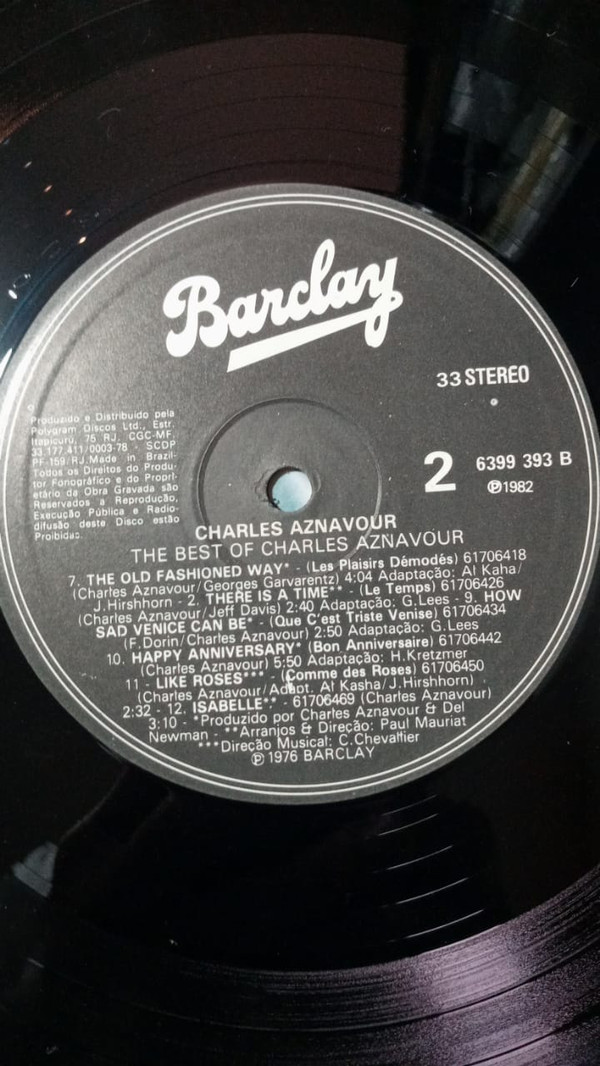 Barclay
33 STEREO
2 6399 393 B
℗1982
Produzido e Distribuido pela
Polygram Discos Ltda., Estr.
Itapicurú, 75 RJ. CGC-MF.
33.177.411/0003-78 - SCDP
PF-159/RJ. Made in Brazil-
Todos os Direitos do Produ-
tor Fonográfico e do Propri-
etário da Obra Gravada são
Reservados a Reprodução,
Execução Pública e Radio-
difusão deste Disco estão
Proibidas
CHARLES AZNAVOUR
THE BEST OF CHARLES AZNAVOUR
7. THE OLD FASHIONED WAY* - (Les Plaisirs Démodés) 61706418
(Charles Aznavour/Georges Garvarentz) 4:04 Adaptação: Al Kaha/
J.Hirshhorn - 2. THERE IS A TIME** - (Le Temps) 61706426
(Charles Aznavour/Jeff Davis) 2:40 Adaptação: G.Lees - 9. HOW
SAD VENICE CAN BE* - (Que C'est Triste Venise) 61706434
(F.Dorin/Charles Aznavour) 2:50 Adaptação: G.Lees
10. HAPPY ANNIVERSARY* (Bon Anniversaire) 61706442
(Charles Aznavour) 5:50 Adaptação: H.Kretzmer
11 - LIKE ROSES*** - (Comme des Roses) 61706450
(Charles Aznavour/Adapt. Al Kasha/J.Hirshhorn)
2:32 - 12. ISABELLE** - 61706469 (Charles Aznavour)
3:10 - *Produzido por Charles Aznavour & Del
Newman - **Arranjos & Direção: Paul Mauriat
***Direção Musical: C.Chevallier
℗ 1976 BARCLAY